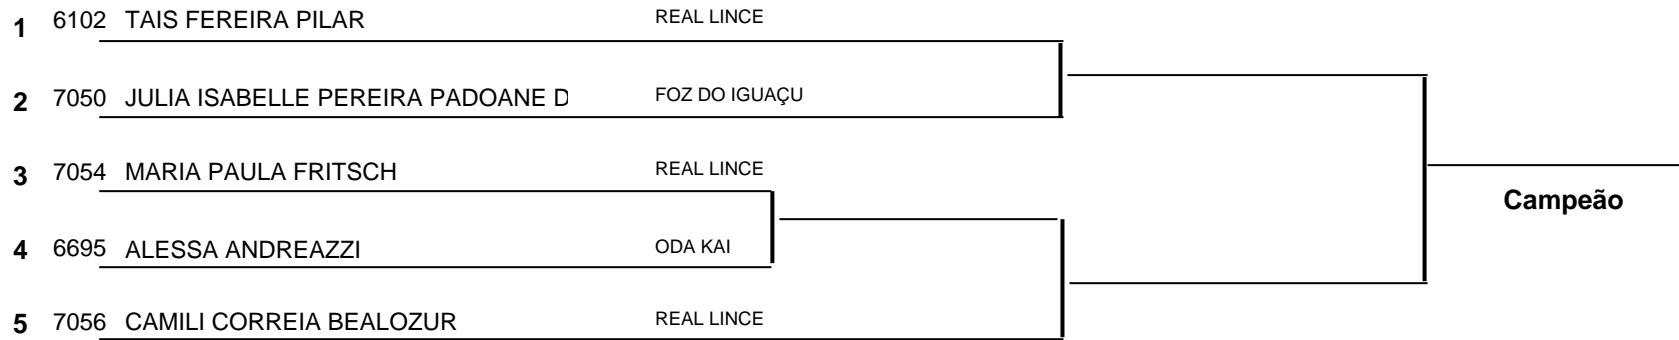 1 6102 TAIS FEREIRA PILAR REAL LINCE
2 7050 JULIA ISABELLE PEREIRA PADOANE D FOZ DO IGUAÇU
3 7054 MARIA PAULA FRITSCH REAL LINCE
Campeão
4 6695 ALESSA ANDREAZZI ODA KAI
5 7056 CAMILI CORREIA BEALOZUR REAL LINCE